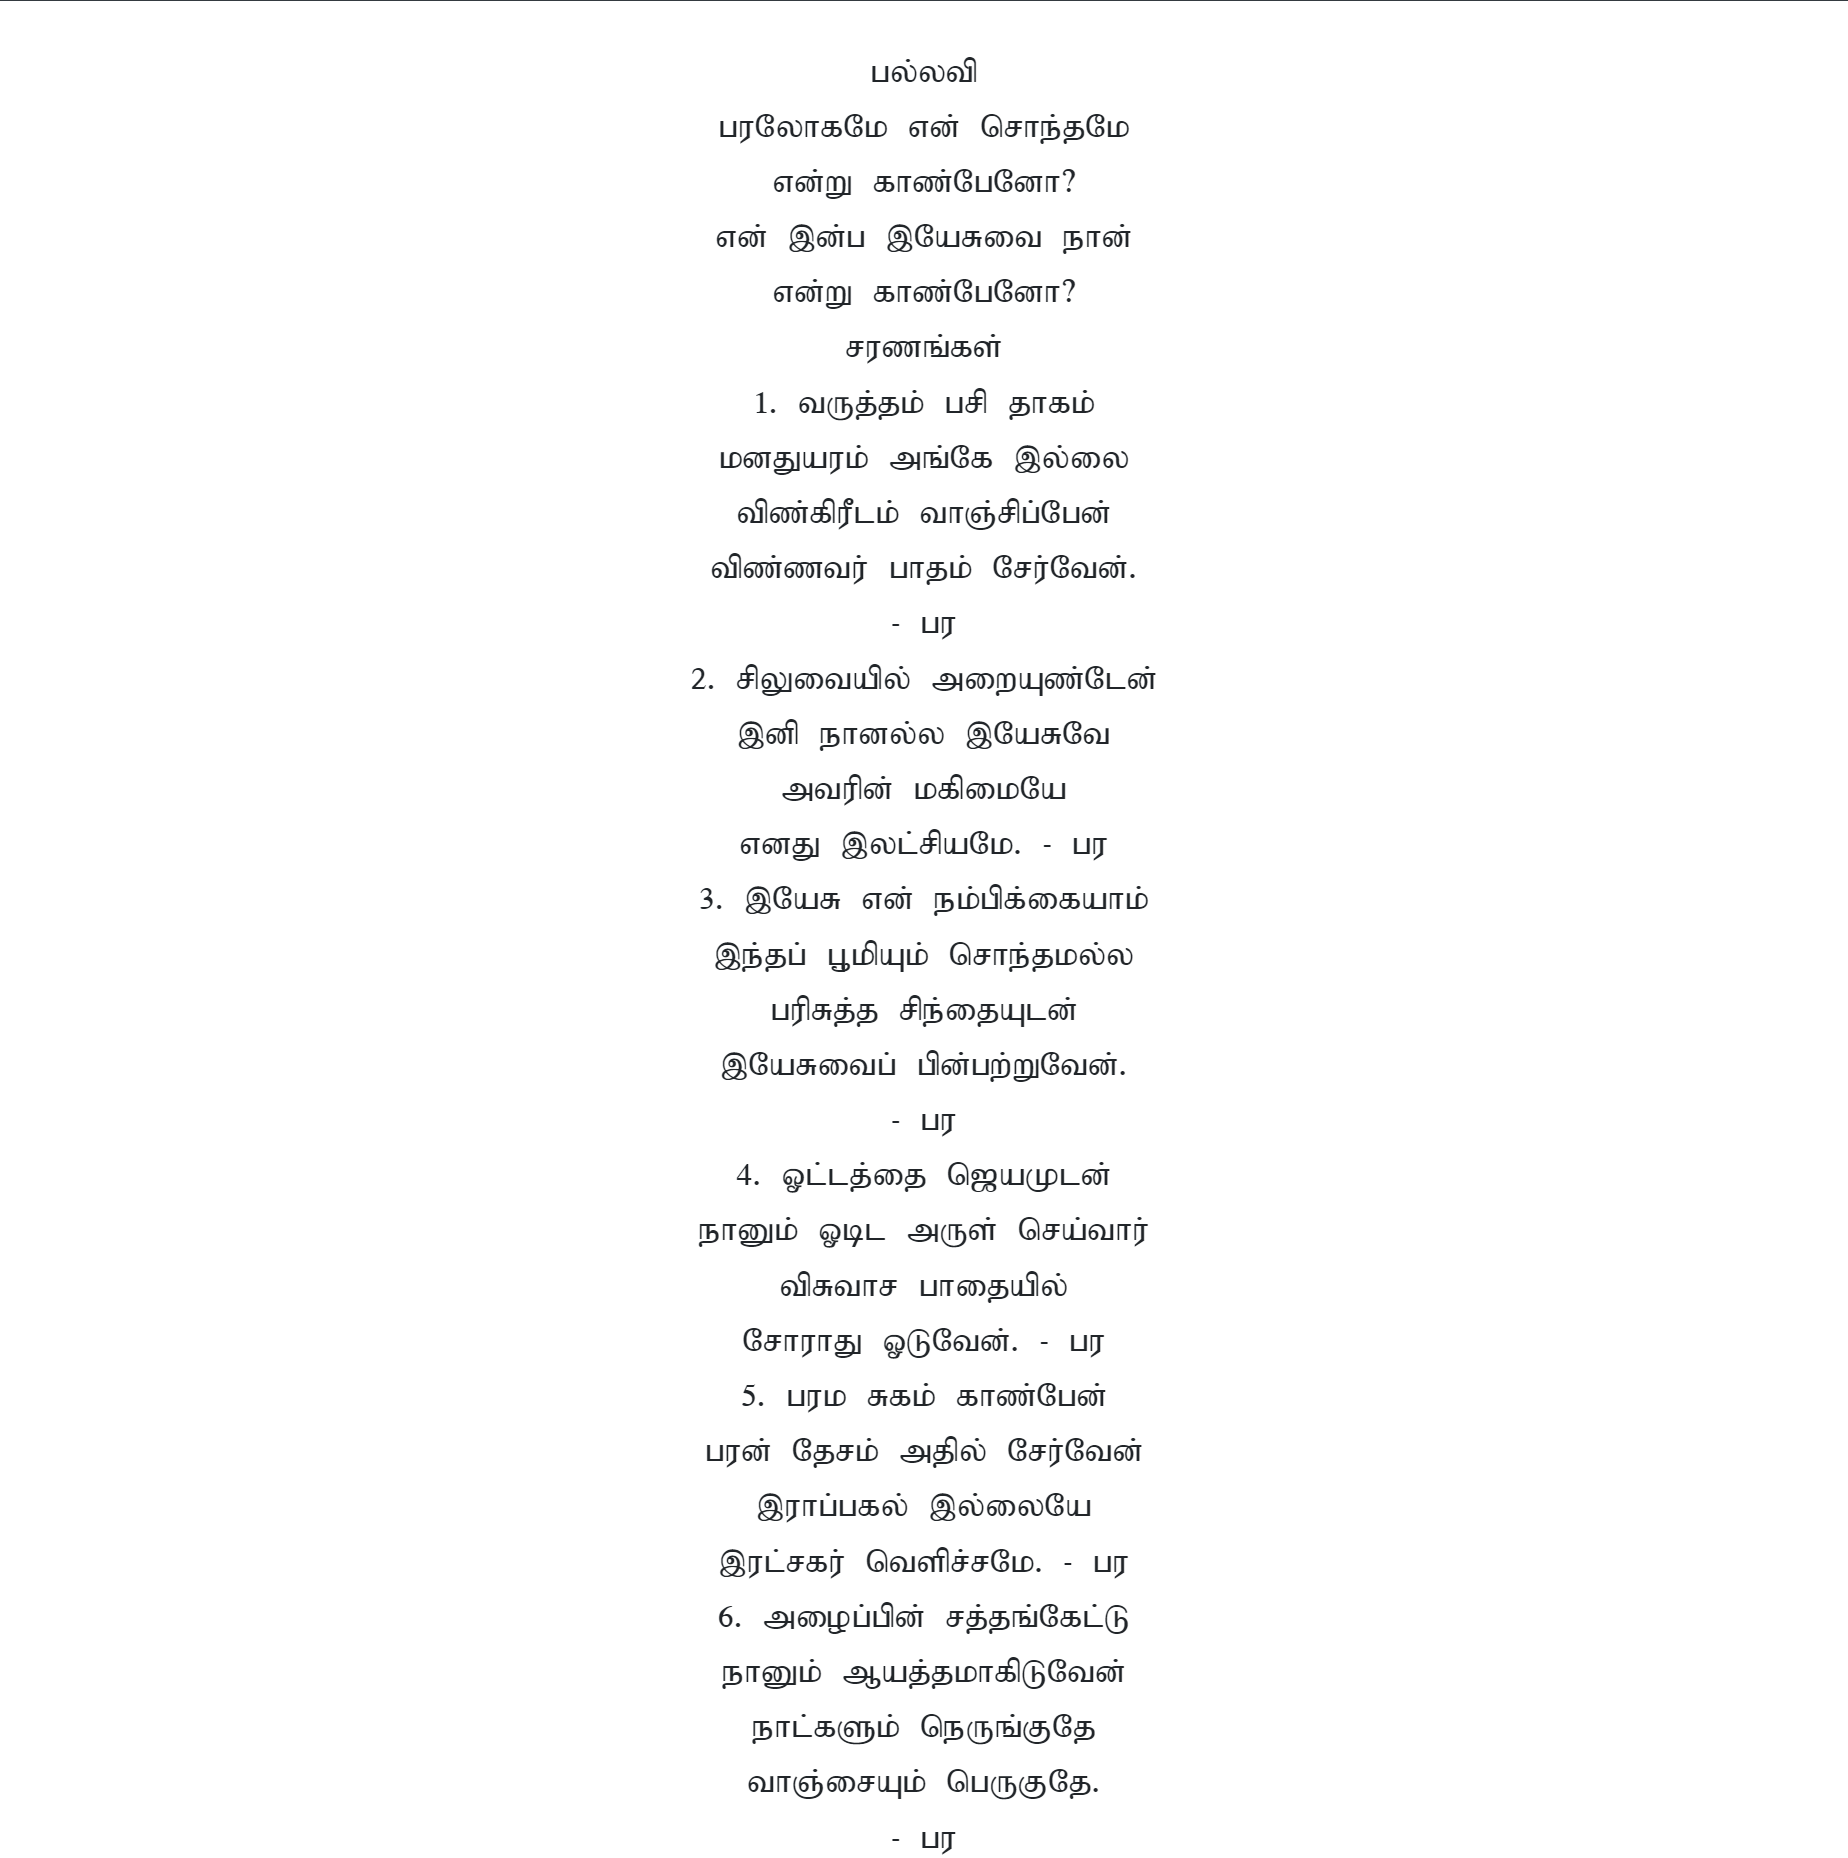 பல்லவி
பரலோகமே என் சொந்தமே
என்று காண்பேனோ?
என் இன்ப இயேசுவை நான்
என்று காண்பேனோ?
சரணங்கள்
1. வருத்தம் பசி தாகம்
மனதுயரம் அங்கே இல்லை
விண்கிரீடம் வாஞ்சிப்பேன்
விண்ணவர் பாதம் சேர்வேன்.
- பர
2. சிலுவையில் அறையுண்டேன்
இனி நானல்ல இயேசுவே
அவரின் மகிமையே
எனது இலட்சியமே. - பர
3. இயேசு என் நம்பிக்கையாம்
இந்தப் பூமியும் சொந்தமல்ல
பரிசுத்த சிந்தையுடன்
இயேசுவைப் பின்பற்றுவேன்.
- பர
4. ஓட்டத்தை ஜெயமுடன்
நானும் ஓடிட அருள் செய்வார்
விசுவாச பாதையில்
சோராது ஓடுவேன். - பர
5. பரம சுகம் காண்பேன்
பரன் தேசம் அதில் சேர்வேன்
இராப்பகல் இல்லையே
இரட்சகர் வெளிச்சமே. - பர
6. அழைப்பின் சத்தங்கேட்டு
நானும் ஆயத்தமாகிடுவேன்
நாட்களும் நெருங்குதே
வாஞ்சையும் பெருகுதே.
- பர